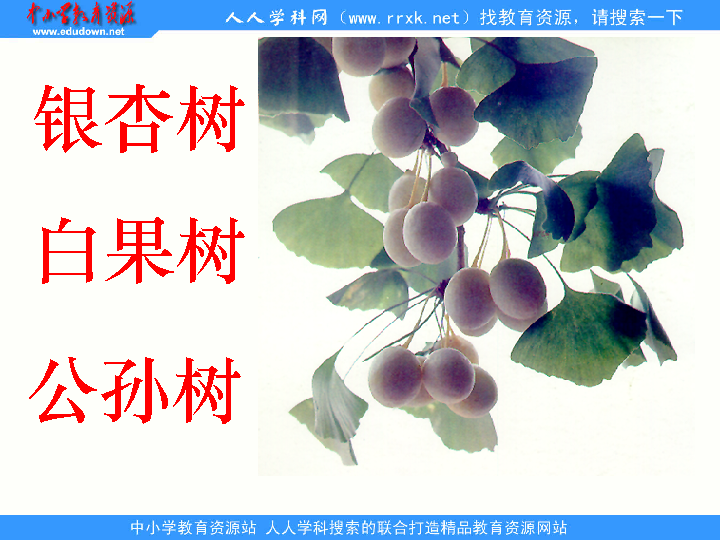 中小学教育资源
www.edudown.net
人人学科网（www.rrxk.net）找教育资源，请搜索一下
银杏树
白果树
公孙树
中小学教育资源站 人人学科搜索的联合打造精品教育资源网站